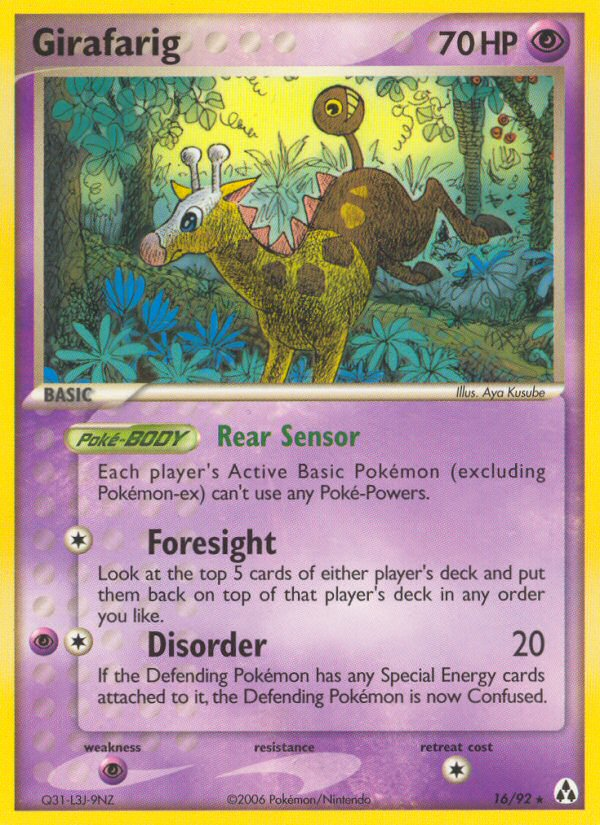 Girafarig
70 HP
BASIC
Illus. Aya Kusube
Poké-BODY Rear Sensor
Each player's Active Basic Pokémon (excluding
Pokémon-ex) can't use any Poké-Powers.
Foresight
Look at the top 5 cards of either player's deck and put
them back on top of that player's deck in any order
you like.
Disorder 20
If the Defending Pokémon has any Special Energy cards
attached to it, the Defending Pokémon is now Confused.
weakness resistance retreat cost
Q31-L3J-9NZ ©2006 Pokémon/Nintendo 16/92 ★